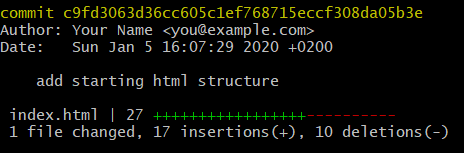 commit c9fd3063d36cc605c1ef768715eccf308da05b3e
Author: Your Name <you@example.com>
Date:   Sun Jan 5 16:07:29 2020 +0200
add starting html structure
index.html | 27 +++++++++++++++++----------
1 file changed, 17 insertions(+), 10 deletions(-)